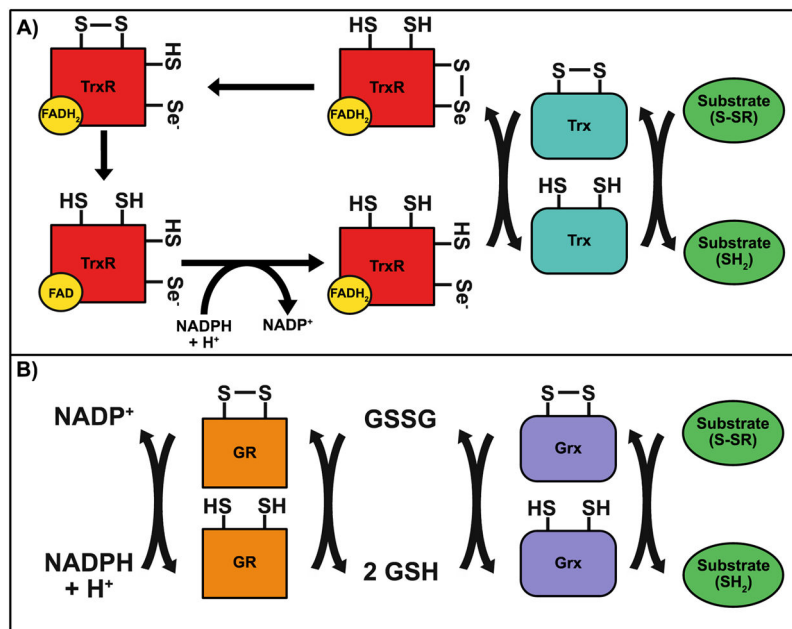 A)
S—S
TrxR
HS
Se⁻
FADH₂
HS SH
TrxR
S—Se
FADH₂
S—S
Trx
Substrate
(S-SR)
HS SH
TrxR
HS
Se⁻
FAD
NADPH
+ H⁺
NADP⁺
HS SH
TrxR
HS
Se⁻
FADH₂
HS SH
Trx
Substrate
(SH₂)
B)
NADP⁺
S—S
GR
GSSG
S—S
Grx
Substrate
(S-SR)
NADPH
+ H⁺
HS SH
GR
2 GSH
HS SH
Grx
Substrate
(SH₂)